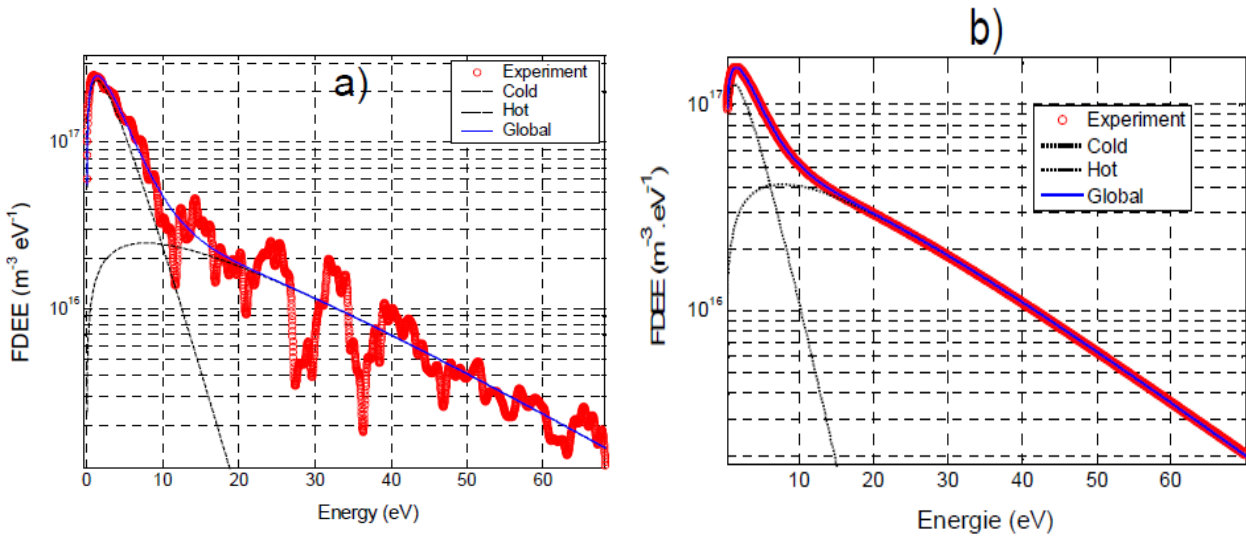 a)
Experiment
Cold
Hot
Global
10¹⁷
10¹⁶
FDEE (m⁻³ eV⁻¹)
0 10 20 30 40 50 60
Energy (eV)
b)
Experiment
Cold
Hot
Global
10¹⁷
10¹⁶
FDEE (m⁻³.eV⁻¹)
10 20 30 40 50 60
Energie (eV)